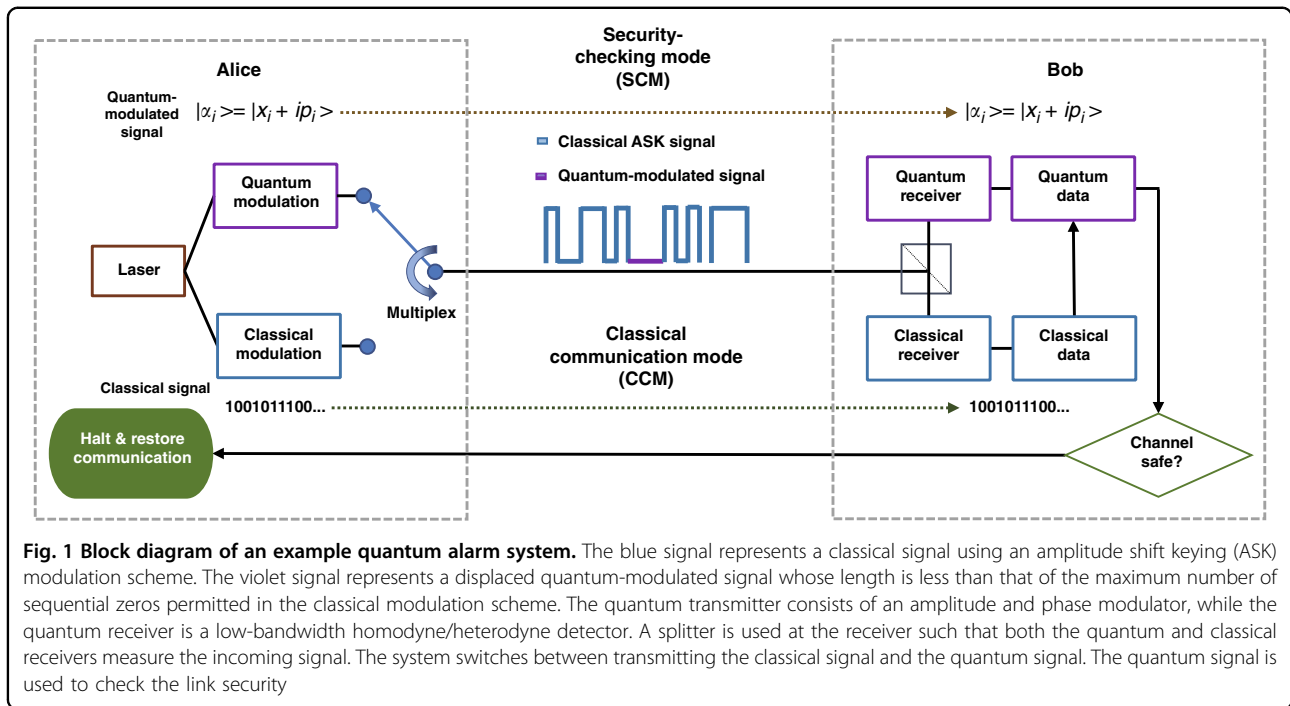 Security-
checking mode
(SCM)
Alice
Bob
Quantum-
modulated
signal
|αᵢ >= |xᵢ + ipᵢ >
|αᵢ >= |xᵢ + ipᵢ >
Classical ASK signal
Quantum-modulated signal
Quantum
modulation
Quantum
receiver
Quantum
data
Laser
Multiplex
Classical
modulation
Classical
communication mode
(CCM)
Classical
receiver
Classical
data
Classical signal
1001011100...
1001011100...
Halt & restore
communication
Channel
safe?
Fig. 1 Block diagram of an example quantum alarm system. The blue signal represents a classical signal using an amplitude shift keying (ASK)
modulation scheme. The violet signal represents a displaced quantum-modulated signal whose length is less than that of the maximum number of
sequential zeros permitted in the classical modulation scheme. The quantum transmitter consists of an amplitude and phase modulator, while the
quantum receiver is a low-bandwidth homodyne/heterodyne detector. A splitter is used at the receiver such that both the quantum and classical
receivers measure the incoming signal. The system switches between transmitting the classical signal and the quantum signal. The quantum signal is
used to check the link security